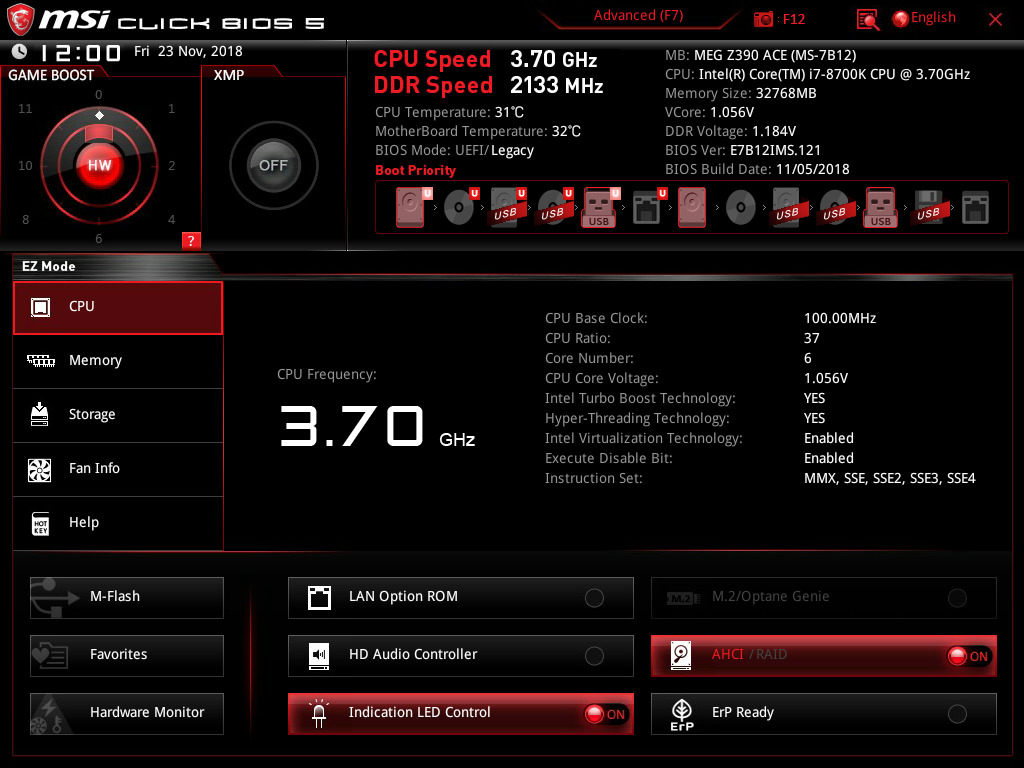 msi CLICK BIOS 5
Advanced (F7)
: F12
English
12:00 Fri 23 Nov, 2018
GAME BOOST
XMP
0
11 1
10 HW 2
8 4
6
?
OFF
CPU Speed 3.70 GHz
DDR Speed 2133 MHz
CPU Temperature: 31°C
MotherBoard Temperature: 32°C
BIOS Mode: UEFI/Legacy
Boot Priority
MB: MEG Z390 ACE (MS-7B12)
CPU: Intel(R) Core(TM) i7-8700K CPU @ 3.70GHz
Memory Size: 32768MB
VCore: 1.056V
DDR Voltage: 1.184V
BIOS Ver: E7B12IMS.121
BIOS Build Date: 11/05/2018
U U U U U U
USB USB USB USB USB USB USB
EZ Mode
CPU
Memory
Storage
Fan Info
HOT KEY Help
CPU Frequency:
3.70 GHz
CPU Base Clock: 100.00MHz
CPU Ratio: 37
Core Number: 6
CPU Core Voltage: 1.056V
Intel Turbo Boost Technology: YES
Hyper-Threading Technology: YES
Intel Virtualization Technology: Enabled
Execute Disable Bit: Enabled
Instruction Set: MMX, SSE, SSE2, SSE3, SSE4
M-Flash
Favorites
Hardware Monitor
LAN Option ROM
HD Audio Controller
Indication LED Control ON
M.2 M.2/Optane Genie
AHCI /RAID ON
ErP ErP Ready